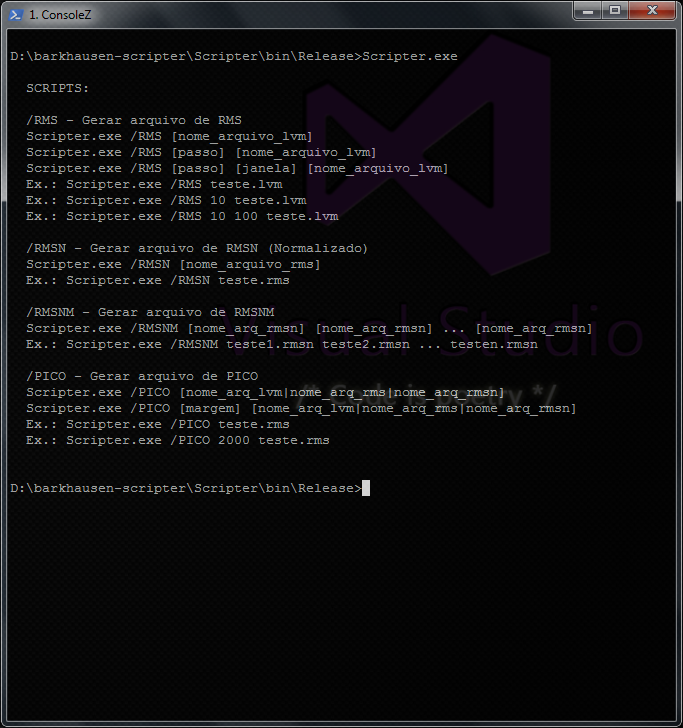 1. ConsoleZ
D:\barkhausen-scripter\Scripter\bin\Release>Scripter.exe
SCRIPTS:
/RMS - Gerar arquivo de RMS
Scripter.exe /RMS [nome_arquivo_lvm]
Scripter.exe /RMS [passo] [nome_arquivo_lvm]
Scripter.exe /RMS [passo] [janela] [nome_arquivo_lvm]
Ex.: Scripter.exe /RMS teste.lvm
Ex.: Scripter.exe /RMS 10 teste.lvm
Ex.: Scripter.exe /RMS 10 100 teste.lvm
/RMSN - Gerar arquivo de RMSN (Normalizado)
Scripter.exe /RMSN [nome_arquivo_rms]
Ex.: Scripter.exe /RMSN teste.rms
/RMSNM - Gerar arquivo de RMSNM
Scripter.exe /RMSNM [nome_arq_rmsn] [nome_arq_rmsn] ... [nome_arq_rmsn]
Visual Studio
Ex.: Scripter.exe /RMSNM teste1.rmsn teste2.rmsn ... testen.rmsn
/PICO - Gerar arquivo de PICO
Scripter.exe /PICO [nome_arq_lvm|nome_arq_rms|nome_arq_rmsn]
/* Code is poetry */
Scripter.exe /PICO [margem] [nome_arq_lvm|nome_arq_rms|nome_arq_rmsn]
Ex.: Scripter.exe /PICO teste.rms
Ex.: Scripter.exe /PICO 2000 teste.rms
D:\barkhausen-scripter\Scripter\bin\Release>